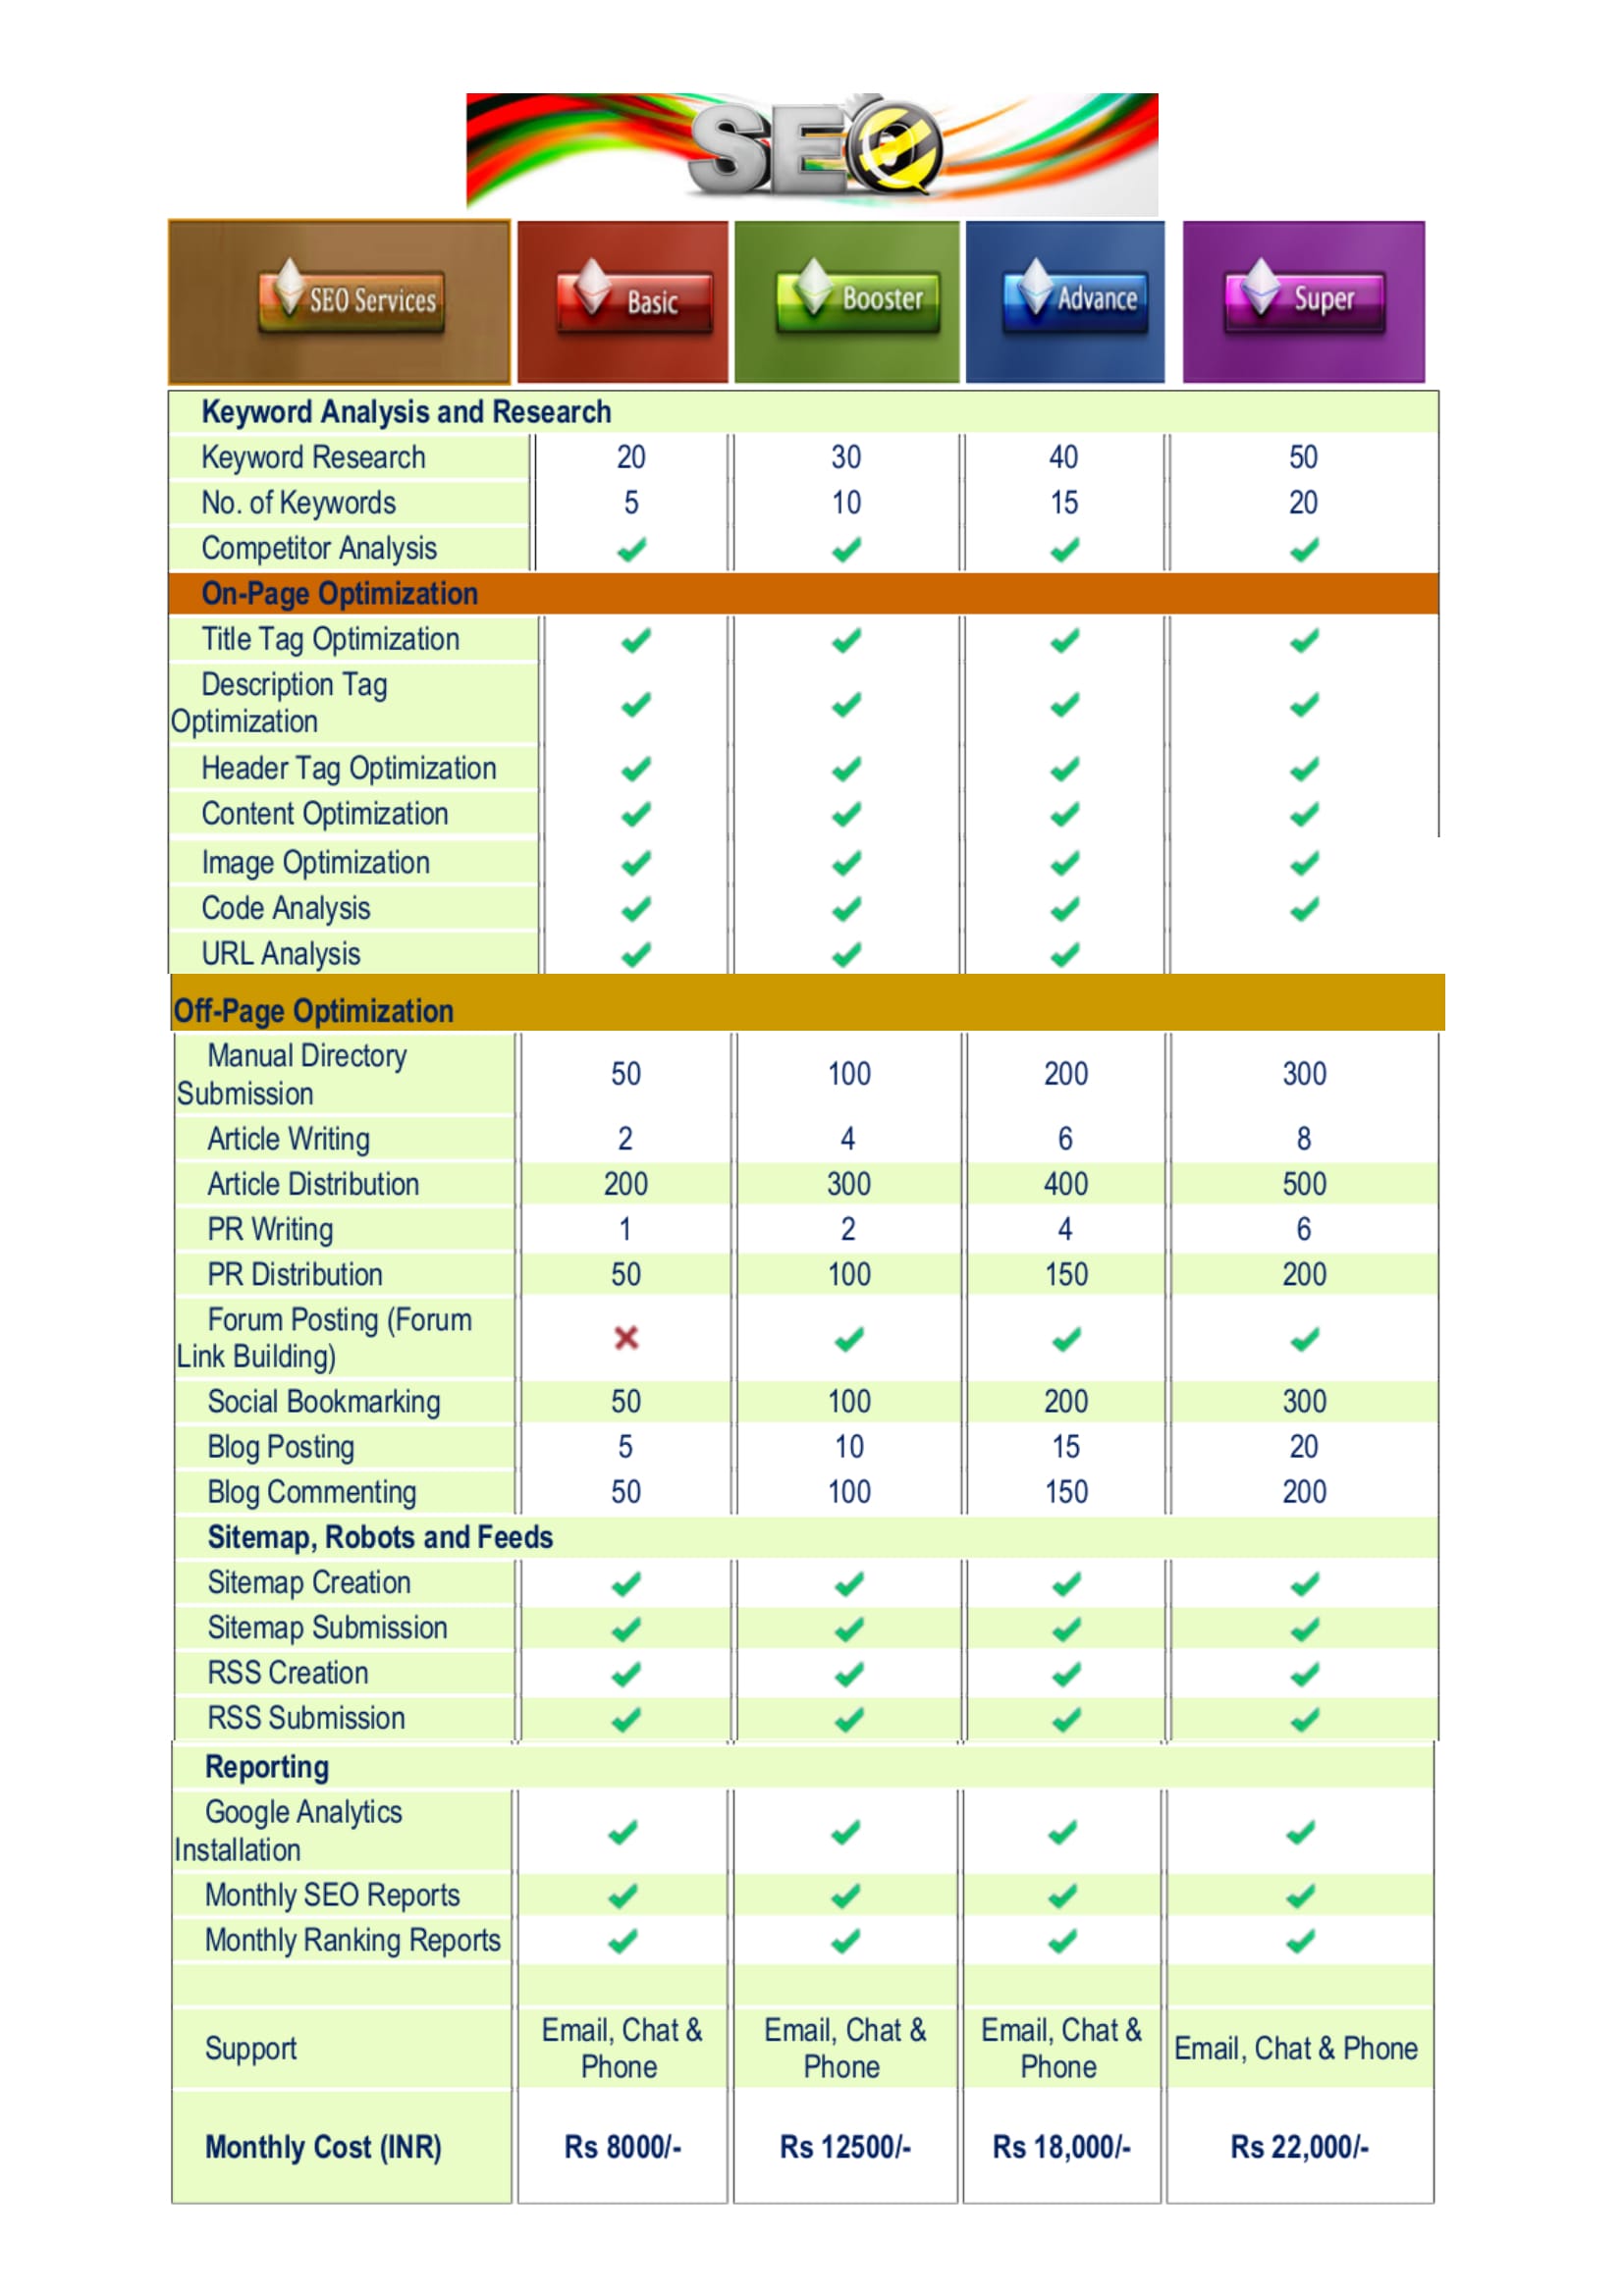 SEO
SEO Services Basic Booster Advance Super
Keyword Analysis and Research
Keyword Research 20 30 40 50
No. of Keywords 5 10 15 20
Competitor Analysis
On-Page Optimization
Title Tag Optimization
Description Tag
Optimization
Header Tag Optimization
Content Optimization
Image Optimization
Code Analysis
URL Analysis
Off-Page Optimization
Manual Directory
Submission 50 100 200 300
Article Writing 2 4 6 8
Article Distribution 200 300 400 500
PR Writing 1 2 4 6
PR Distribution 50 100 150 200
Forum Posting (Forum
Link Building)
Social Bookmarking 50 100 200 300
Blog Posting 5 10 15 20
Blog Commenting 50 100 150 200
Sitemap, Robots and Feeds
Sitemap Creation
Sitemap Submission
RSS Creation
RSS Submission
Reporting
Google Analytics
Installation
Monthly SEO Reports
Monthly Ranking Reports
Support Email, Chat & Phone Email, Chat & Phone Email, Chat & Phone Email, Chat & Phone
Monthly Cost (INR) Rs 8000/- Rs 12500/- Rs 18,000/- Rs 22,000/-